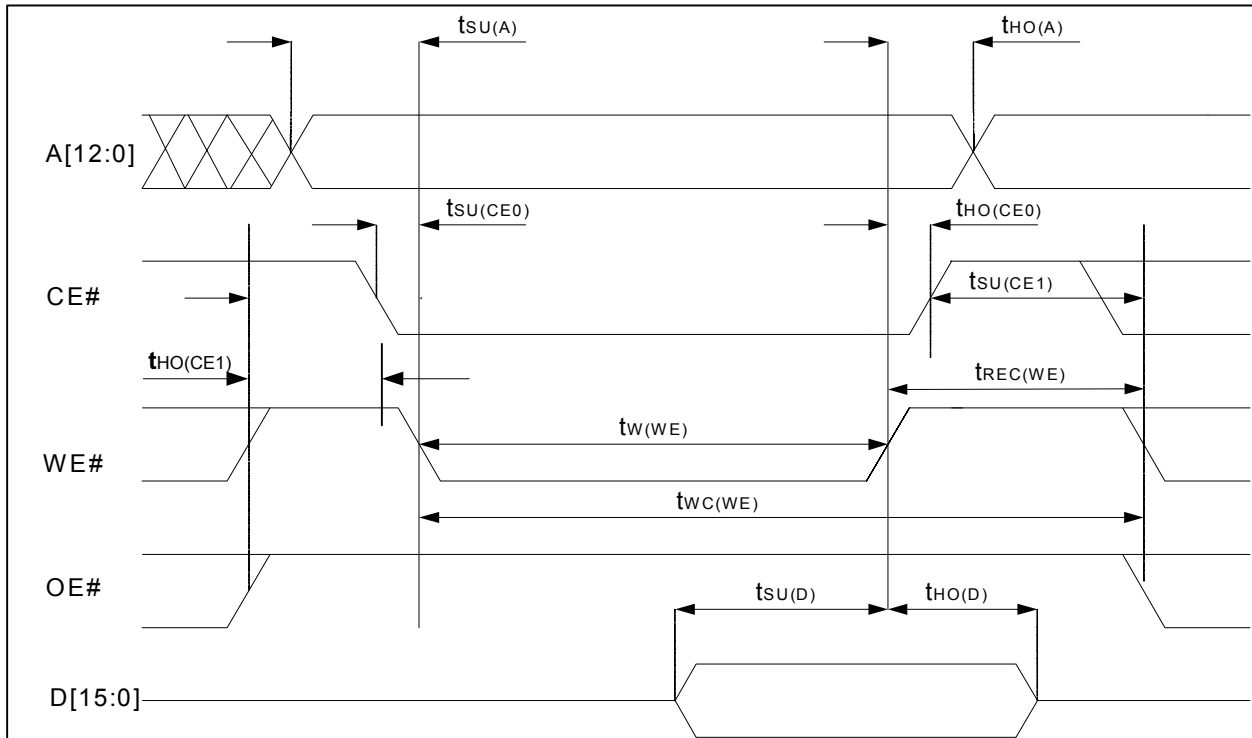 tSU(A)
tHO(A)
A[12:0]
tSU(CE0)
tHO(CE0)
CE#
tSU(CE1)
tHO(CE1)
tREC(WE)
tW(WE)
WE#
tWC(WE)
OE#
tSU(D)
tHO(D)
D[15:0]